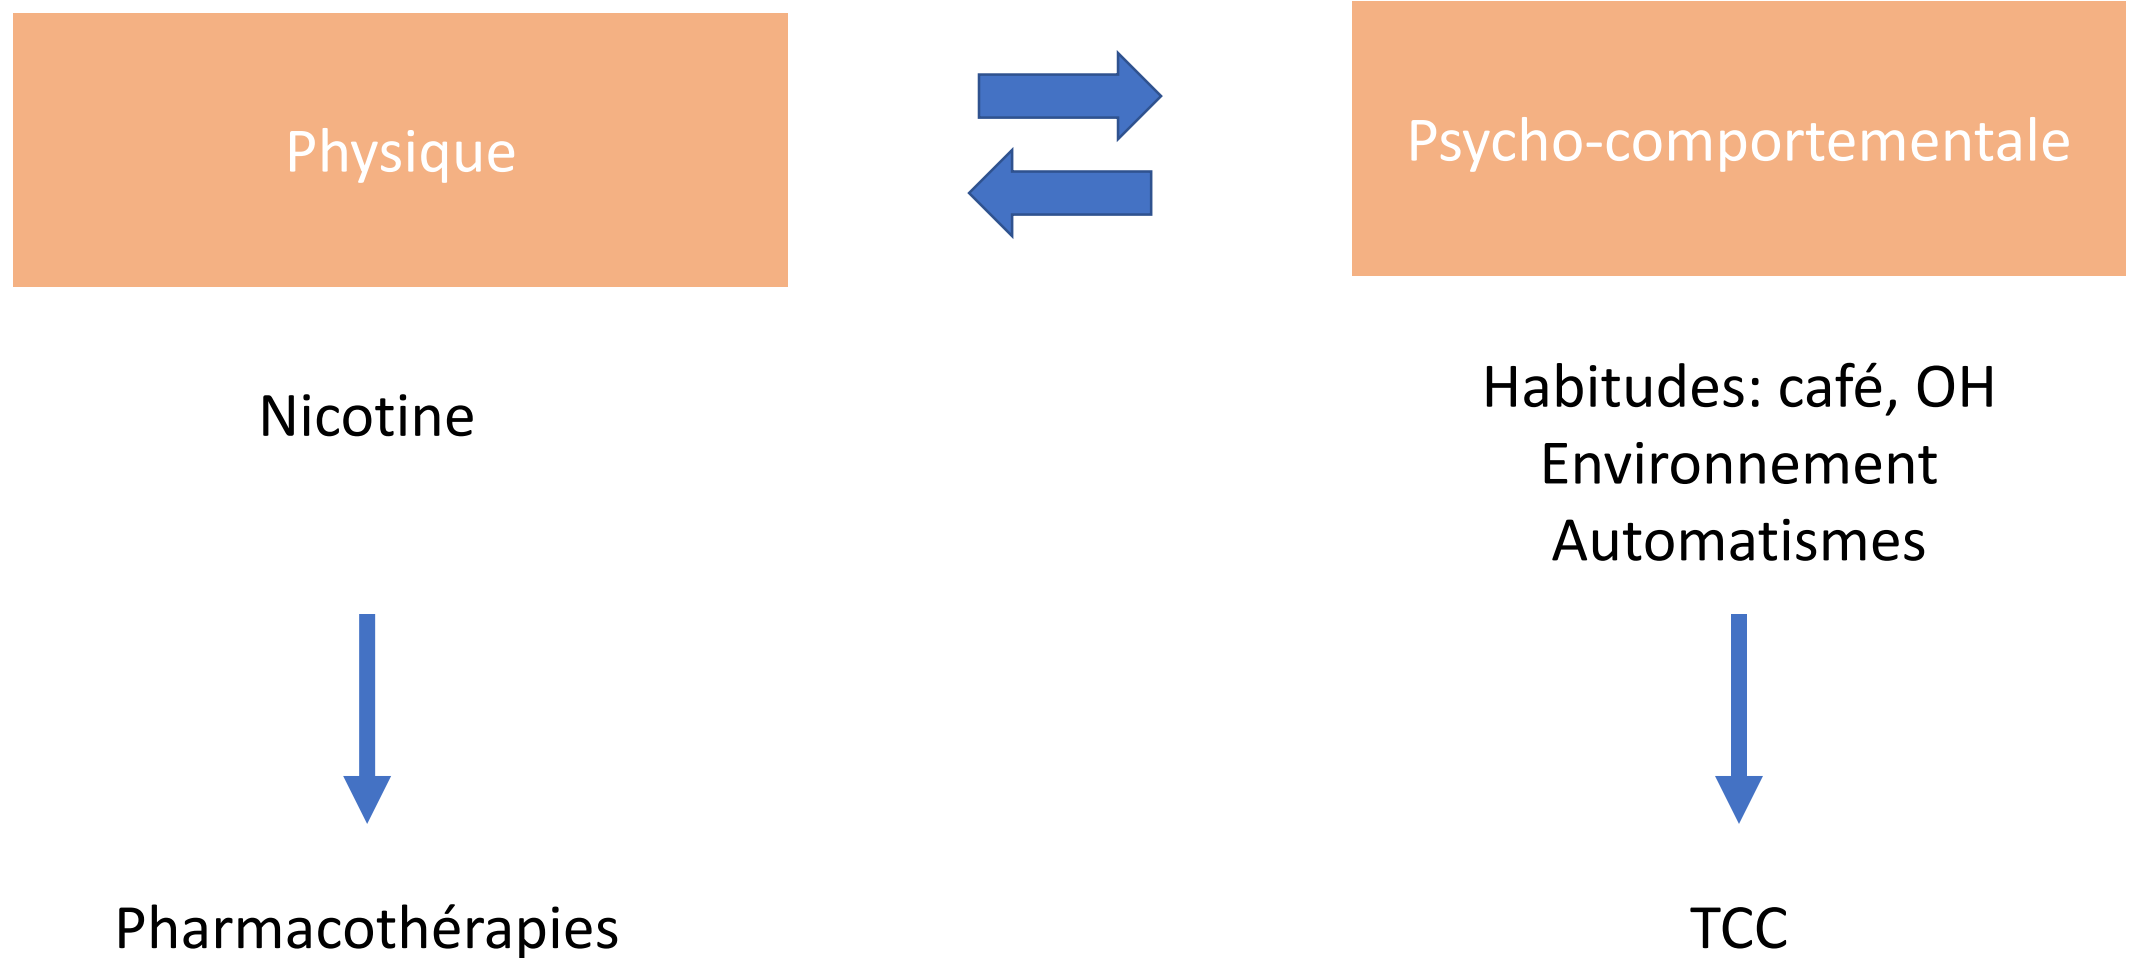 Physique
Psycho-comportementale
Nicotine
Habitudes: café, OH
Environnement
Automatismes
Pharmacothérapies
TCC